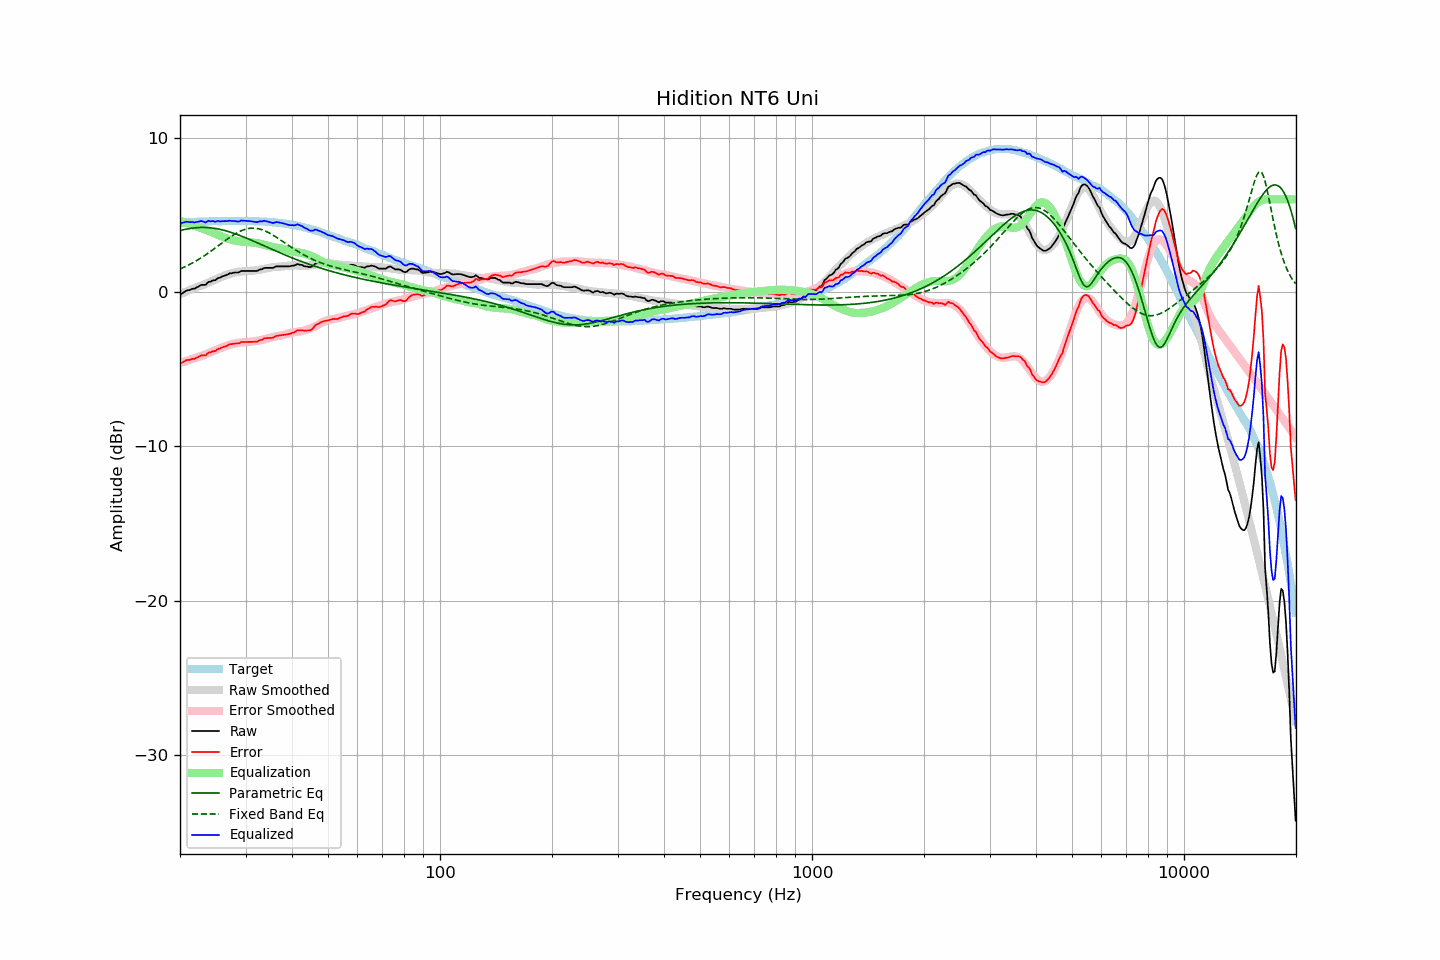 Hidition NT6 Uni
Amplitude (dBr)
10
0
−10
−20
−30
Target
Raw Smoothed
Error Smoothed
Raw
Error
Equalization
Parametric Eq
Fixed Band Eq
Equalized
100
1000
10000
Frequency (Hz)